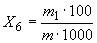 X₆ = m₁ · 100 / m · 1000